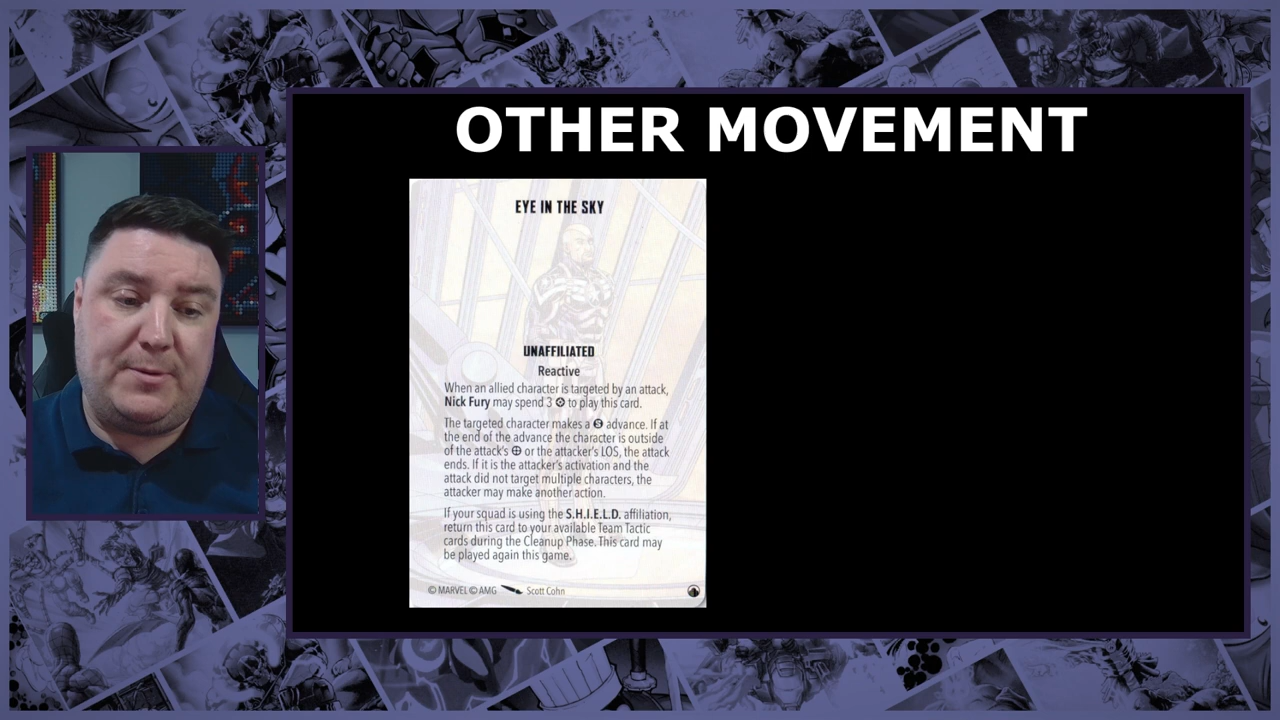 OTHER MOVEMENT
EYE IN THE SKY
UNAFFILIATED
Reactive
When an allied character is targeted by an attack,
Nick Fury may spend 3 to play this card.
The targeted character makes a S advance. If at
the end of the advance the character is outside
of the attack's or the attacker's LOS, the attack
ends. If it is the attacker's activation and the
attack did not target multiple characters, the
attacker may make another action.
If your squad is using the S.H.I.E.L.D. affiliation,
return this card to your available Team Tactic
cards during the Cleanup Phase. This card may
be played again this game.
© MARVEL © AMG Scott Cohn